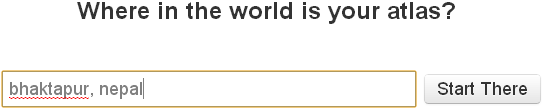 Where in the world is your atlas?
bhaktapur, nepal
Start There